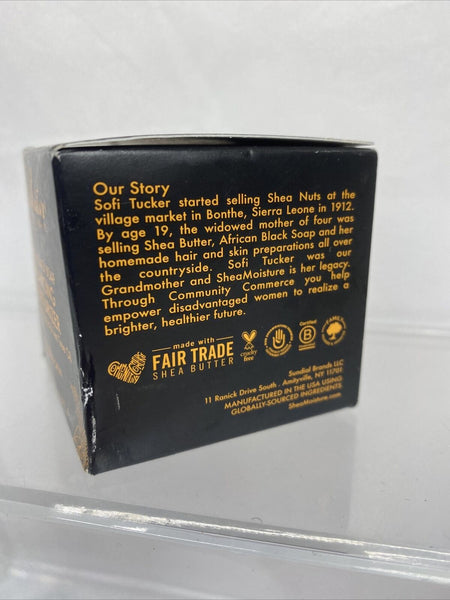 Our Story
Sofi Tucker started selling Shea Nuts at the
village market in Bonthe, Sierra Leone in 1912.
By age 19, the widowed mother of four was
selling Shea Butter, African Black Soap and her
homemade hair and skin preparations all over
the countryside. Sofi Tucker was our
Grandmother and SheaMoisture is her legacy.
Through Community Commerce you help
empower disadvantaged women to realize a
brighter, healthier future.
made with
FAIR TRADE
SHEA BUTTER
cruelty
free
Certified
B
Sundial Brands LLC
11 Ranick Drive South . Amityville, NY 11701
MANUFACTURED IN THE USA USING
GLOBALLY-SOURCED INGREDIENTS
SheaMoisture.com